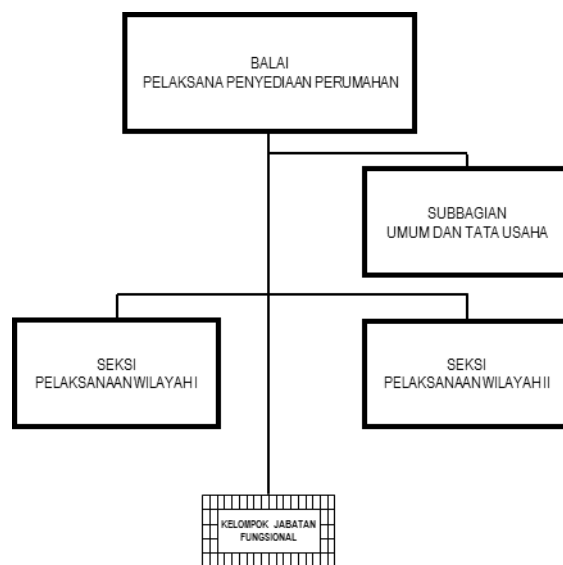 BALAI
PELAKSANA PENYEDIAAN PERUMAHAN
SUBBAGIAN
UMUM DAN TATA USAHA
SEKSI
PELAKSANAAN WILAYAH I
SEKSI
PELAKSANAAN WILAYAH II
KELOMPOK JABATAN
FUNGSIONAL